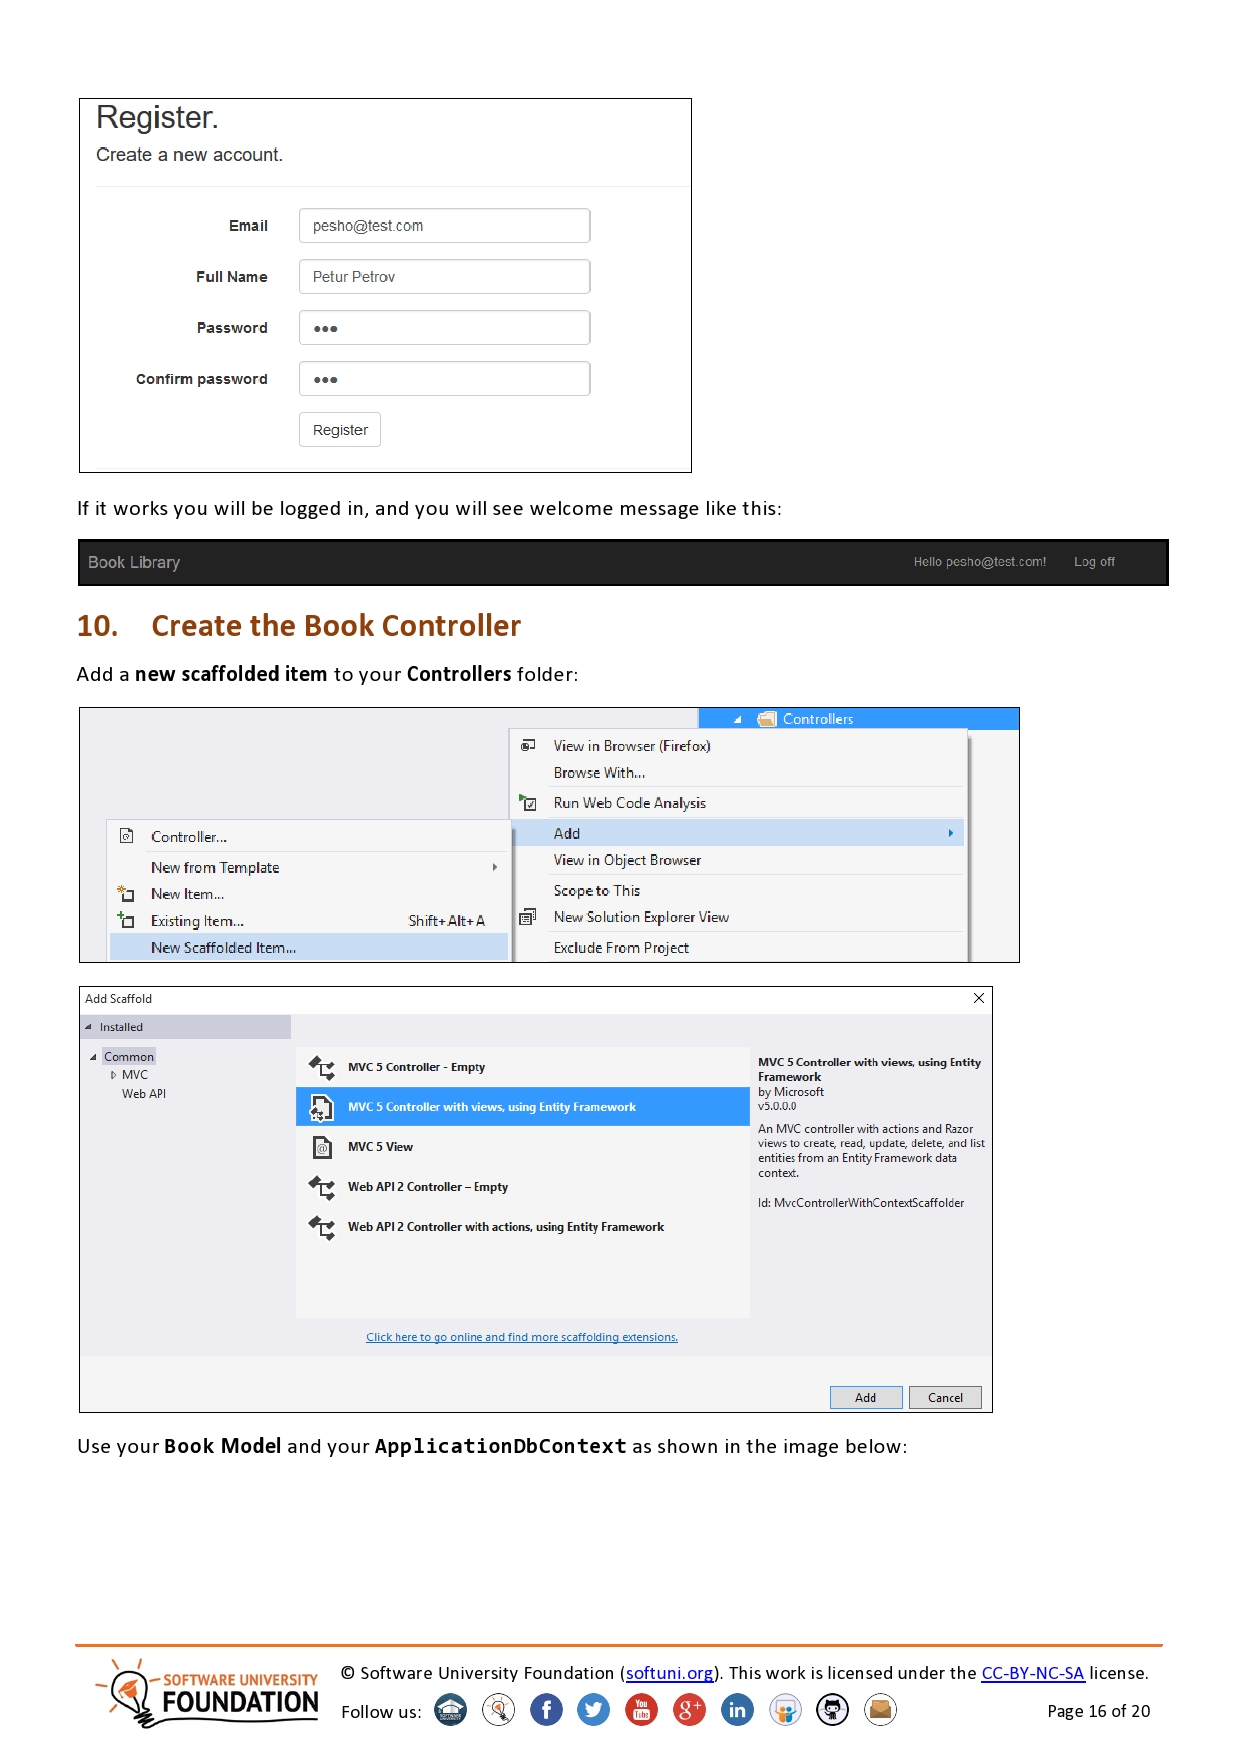 Register.
Create a new account.
Email pesho@test.com
Full Name Petur Petrov
Password •••
Confirm password •••
Register
If it works you will be logged in, and you will see welcome message like this:
Book Library Hello pesho@test.com! Log off
10. Create the Book Controller
Add a new scaffolded item to your Controllers folder:
Controllers
View in Browser (Firefox)
Browse With...
Run Web Code Analysis
Add
View in Object Browser
Scope to This
New Solution Explorer View
Exclude From Project
Controller...
New from Template
New Item...
Existing Item... Shift+Alt+A
New Scaffolded Item...
Add Scaffold
Installed
Common
MVC
Web API
MVC 5 Controller - Empty
MVC 5 Controller with views, using Entity Framework
MVC 5 View
Web API 2 Controller – Empty
Web API 2 Controller with actions, using Entity Framework
MVC 5 Controller with views, using Entity
Framework
by Microsoft
v5.0.0.0
An MVC controller with actions and Razor
views to create, read, update, delete, and list
entities from an Entity Framework data
context.
Id: MvcControllerWithContextScaffolder
Click here to go online and find more scaffolding extensions.
Add Cancel
Use your Book Model and your ApplicationDbContext as shown in the image below:
SOFTWARE UNIVERSITY
FOUNDATION
© Software University Foundation (softuni.org). This work is licensed under the CC-BY-NC-SA license.
Follow us: You Tube g+ in Page 16 of 20